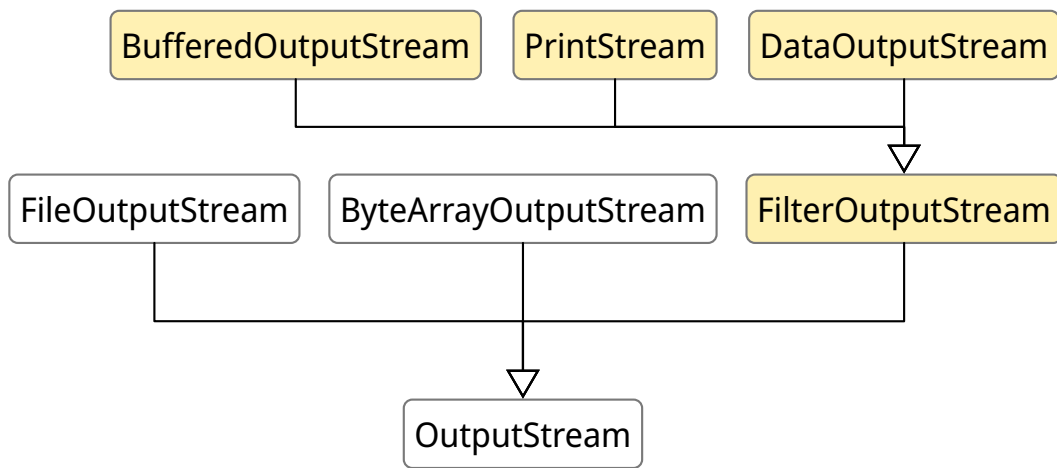 BufferedOutputStream
PrintStream
DataOutputStream
FileOutputStream
ByteArrayOutputStream
FilterOutputStream
OutputStream